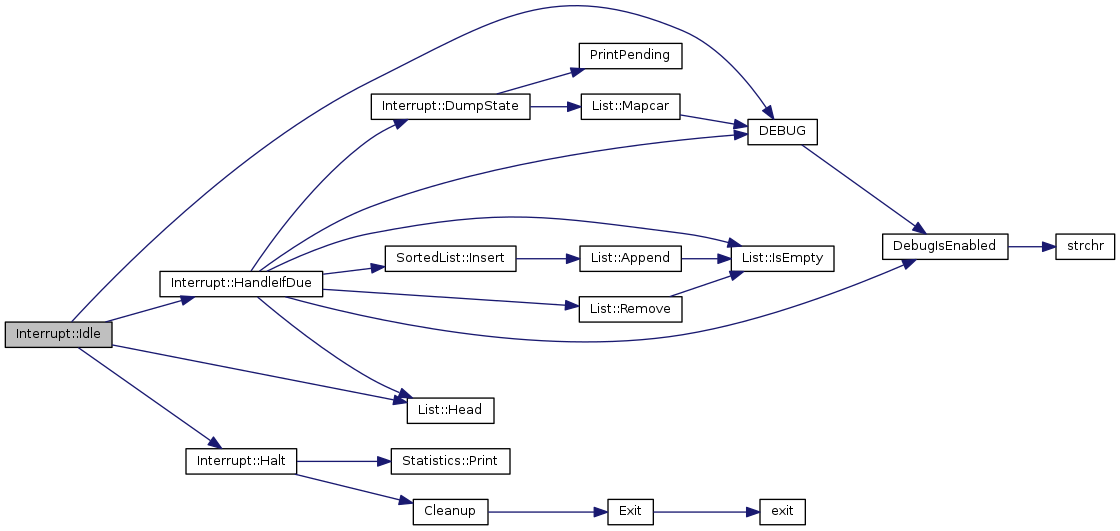 PrintPending
Interrupt::DumpState
List::Mapcar
DEBUG
DebugIsEnabled
strchr
SortedList::Insert
List::Append
List::IsEmpty
Interrupt::HandleIfDue
List::Remove
Interrupt::Idle
List::Head
Interrupt::Halt
Statistics::Print
Cleanup
Exit
exit